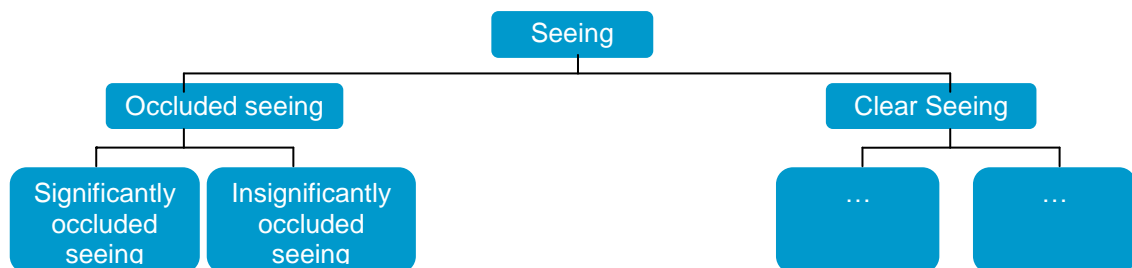 Seeing
Occluded seeing
Clear Seeing
Significantly
occluded
seeing
Insignificantly
occluded
seeing
…
…